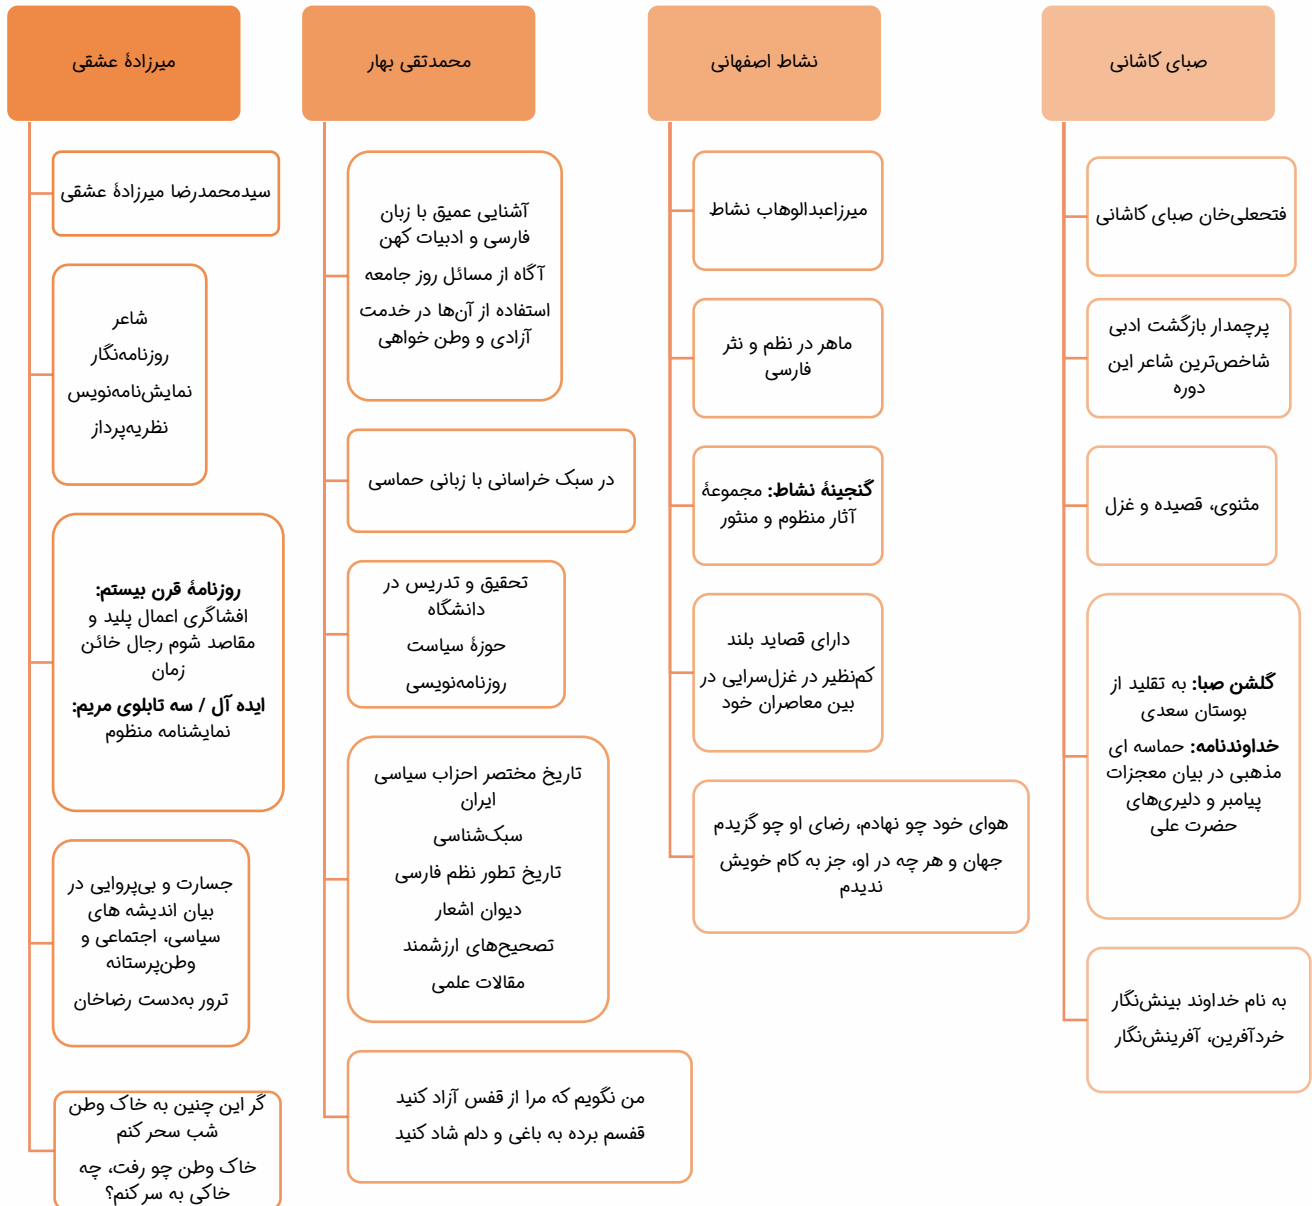 صبای کاشانی
فتحعلی‌خان صبای کاشانی
پرچمدار بازگشت ادبی
شاخص‌ترین شاعر این
دوره
مثنوی، قصیده و غزل
گلشن صبا: به تقلید از
بوستان سعدی
خداوندنامه: حماسه ای
مذهبی در بیان معجزات
پیامبر و دلیری‌های
حضرت علی
به نام خداوند بینش‌نگار
خردآفرین، آفرینش‌نگار
نشاط اصفهانی
میرزاعبدالوهاب نشاط
ماهر در نظم و نثر
فارسی
گنجینهٔ نشاط: مجموعهٔ
آثار منظوم و منثور
دارای قصاید بلند
کم‌نظیر در غزل‌سرایی در
بین معاصران خود
هوای خود چو نهادم، رضای او چو گزیدم
جهان و هر چه در او، جز به کام خویش
ندیدم
محمدتقی بهار
آشنایی عمیق با زبان
فارسی و ادبیات کهن
آگاه از مسائل روز جامعه
استفاده از آن‌ها در خدمت
آزادی و وطن خواهی
در سبک خراسانی با زبانی حماسی
تحقیق و تدریس در
دانشگاه
حوزهٔ سیاست
روزنامه‌نویسی
تاریخ مختصر احزاب سیاسی
ایران
سبک‌شناسی
تاریخ تطور نظم فارسی
دیوان اشعار
تصحیح‌های ارزشمند
مقالات علمی
من نگویم که مرا از قفس آزاد کنید
قفسم برده به باغی و دلم شاد کنید
میرزادهٔ عشقی
سیدمحمدرضا میرزادهٔ عشقی
شاعر
روزنامه‌نگار
نمایش‌نامه‌نویس
نظریه‌پرداز
روزنامهٔ قرن بیستم:
افشاگری اعمال پلید و
مقاصد شوم رجال خائن
زمان
ایده آل / سه تابلوی مریم:
نمایشنامه منظوم
جسارت و بی‌پروایی در
بیان اندیشه های
سیاسی، اجتماعی و
وطن‌پرستانه
ترور به‌دست رضاخان
گر این چنین به خاک وطن
شب سحر کنم
خاک وطن چو رفت، چه
خاکی به سر کنم؟